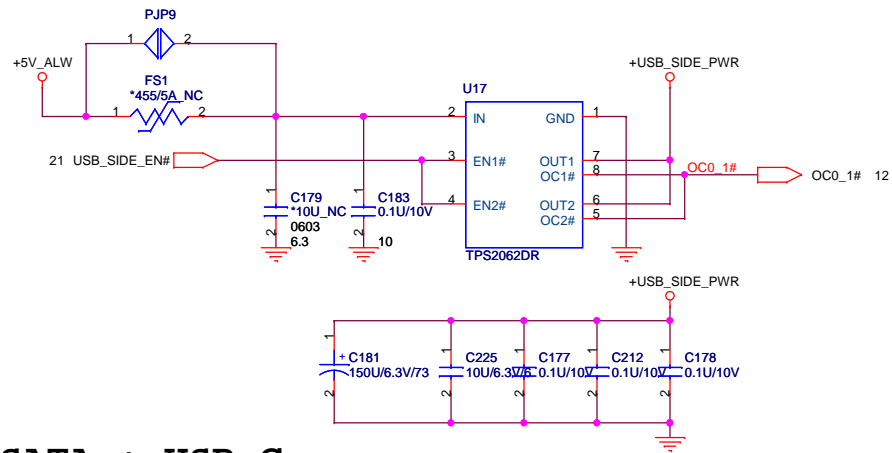 PJP9
1 2
+5V_ALW
FS1
*455/5A_NC
1 2
21 USB_SIDE_EN#
U17
2 IN
GND 1
3 EN1#
OUT1 7
OC1# 8
4 EN2#
OUT2 6
OC2# 5
TPS2062DR
+USB_SIDE_PWR
OC0_1#
OC0_1# 12
1
C179
*10U_NC
0603
6.3
2
1
C183
0.1U/10V
10
2
+USB_SIDE_PWR
1
+
C181
150U/6.3V/73
2
1
C225
10U/6.3V/6
2
1
C177
0.1U/10V
2
1
C212
0.1U/10V
2
1
C178
0.1U/10V
2